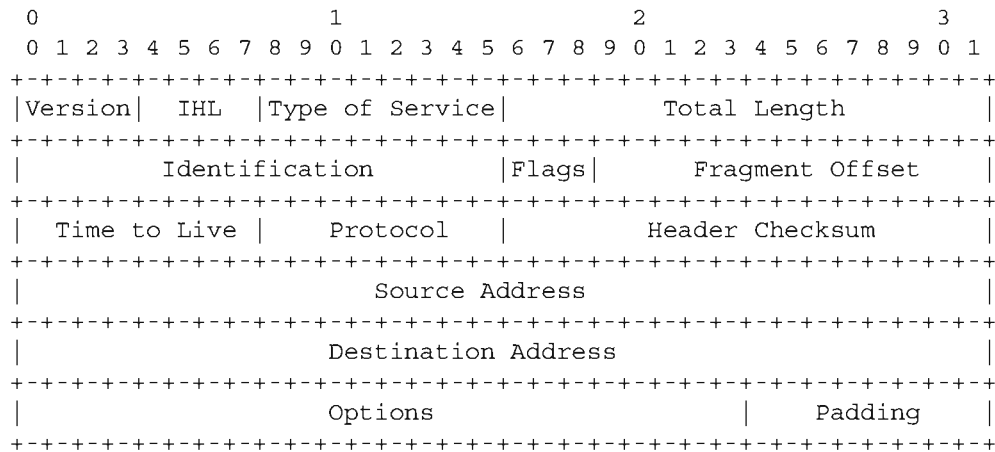 0                   1                   2                   3
 0 1 2 3 4 5 6 7 8 9 0 1 2 3 4 5 6 7 8 9 0 1 2 3 4 5 6 7 8 9 0 1
+-+-+-+-+-+-+-+-+-+-+-+-+-+-+-+-+-+-+-+-+-+-+-+-+-+-+-+-+-+-+-+-+
|Version|  IHL  |Type of Service|          Total Length         |
+-+-+-+-+-+-+-+-+-+-+-+-+-+-+-+-+-+-+-+-+-+-+-+-+-+-+-+-+-+-+-+-+
|         Identification        |Flags|      Fragment Offset    |
+-+-+-+-+-+-+-+-+-+-+-+-+-+-+-+-+-+-+-+-+-+-+-+-+-+-+-+-+-+-+-+-+
|  Time to Live |    Protocol   |         Header Checksum       |
+-+-+-+-+-+-+-+-+-+-+-+-+-+-+-+-+-+-+-+-+-+-+-+-+-+-+-+-+-+-+-+-+
|                       Source Address                          |
+-+-+-+-+-+-+-+-+-+-+-+-+-+-+-+-+-+-+-+-+-+-+-+-+-+-+-+-+-+-+-+-+
|                    Destination Address                        |
+-+-+-+-+-+-+-+-+-+-+-+-+-+-+-+-+-+-+-+-+-+-+-+-+-+-+-+-+-+-+-+-+
|                    Options                    |    Padding    |
+-+-+-+-+-+-+-+-+-+-+-+-+-+-+-+-+-+-+-+-+-+-+-+-+-+-+-+-+-+-+-+-+